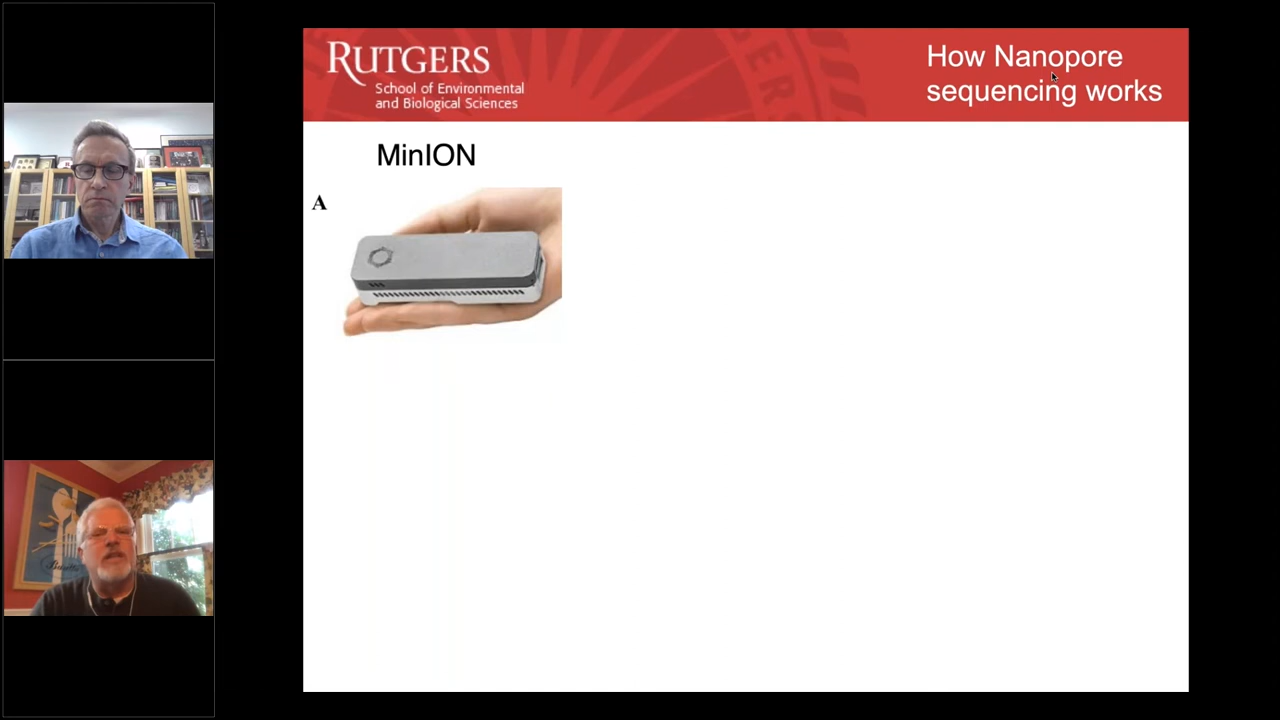 RUTGERS
School of Environmental
and Biological Sciences
How Nanopore
sequencing works
MinION
A